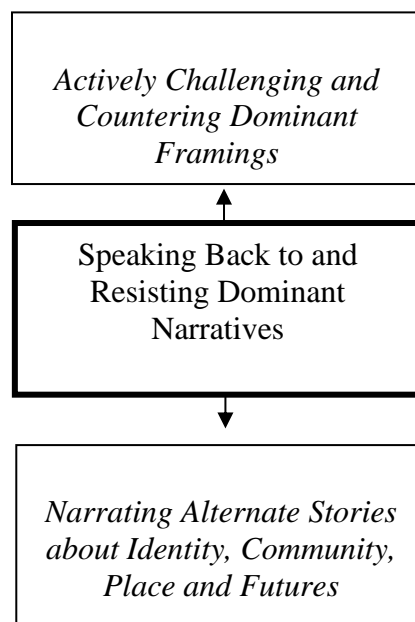 Actively Challenging and
Countering Dominant
Framings
Speaking Back to and
Resisting Dominant
Narratives
Narrating Alternate Stories
about Identity, Community,
Place and Futures